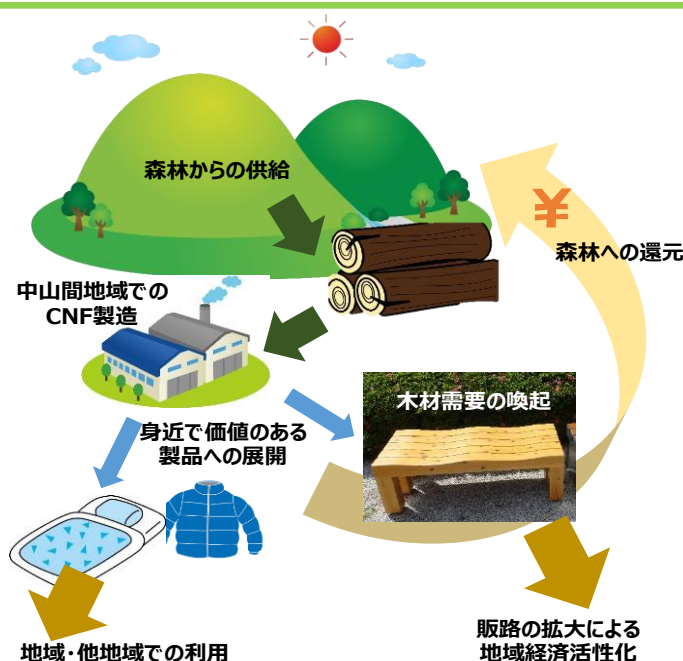 森林からの供給
¥
森林への還元
中山間地域での
CNF製造
木材需要の喚起
身近で価値のある
製品への展開
販路の拡大による
地域経済活性化
地域・他地域での利用